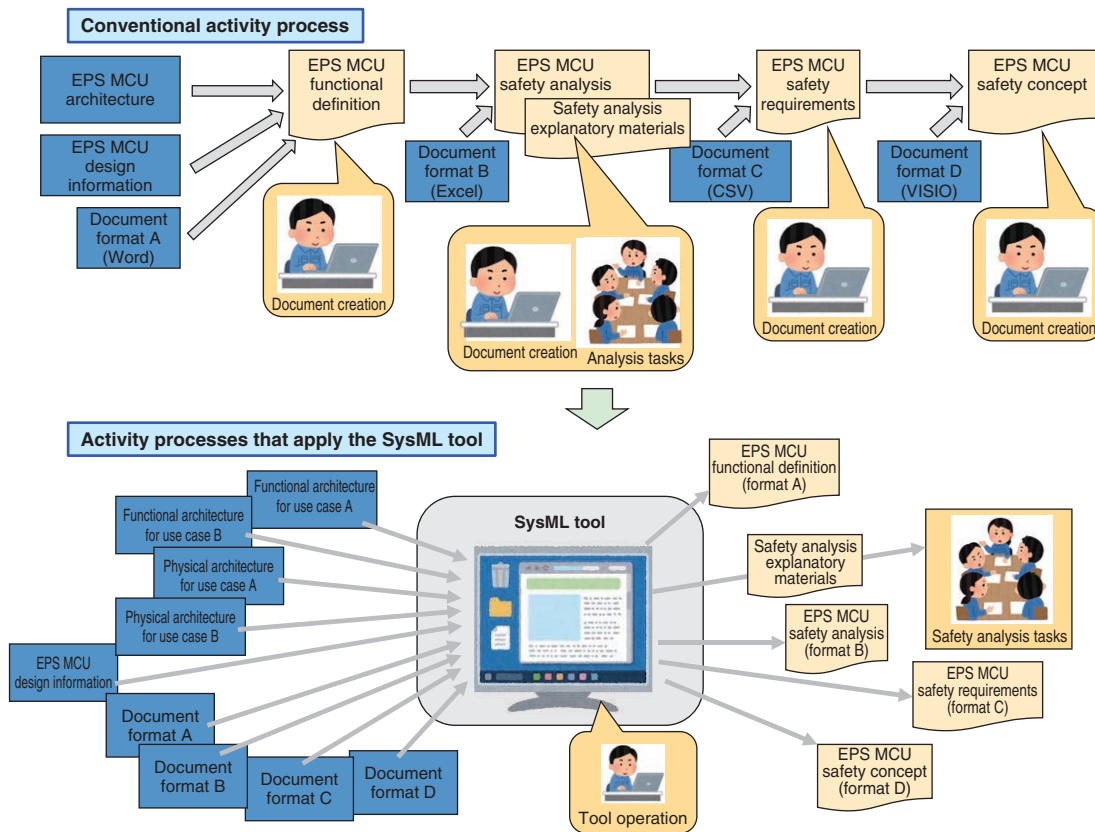 Conventional activity process
EPS MCU
architecture
EPS MCU
functional
definition
EPS MCU
safety analysis
Safety analysis
explanatory materials
EPS MCU
safety
requirements
EPS MCU
safety concept
EPS MCU
design
information
Document
format A
(Word)
Document
format B
(Excel)
Document
format C
(CSV)
Document
format D
(VISIO)
Document creation
Document creation
Analysis tasks
Document creation
Document creation
Activity processes that apply the SysML tool
Functional architecture
for use case A
Functional architecture
for use case B
Physical architecture
for use case A
Physical architecture
for use case B
EPS MCU
design information
Document
format A
Document
format B
Document
format C
Document
format D
SysML tool
Tool operation
EPS MCU
functional definition
(format A)
Safety analysis
explanatory
materials
Safety analysis tasks
EPS MCU
safety analysis
(format B)
EPS MCU
safety requirements
(format C)
EPS MCU
safety concept
(format D)